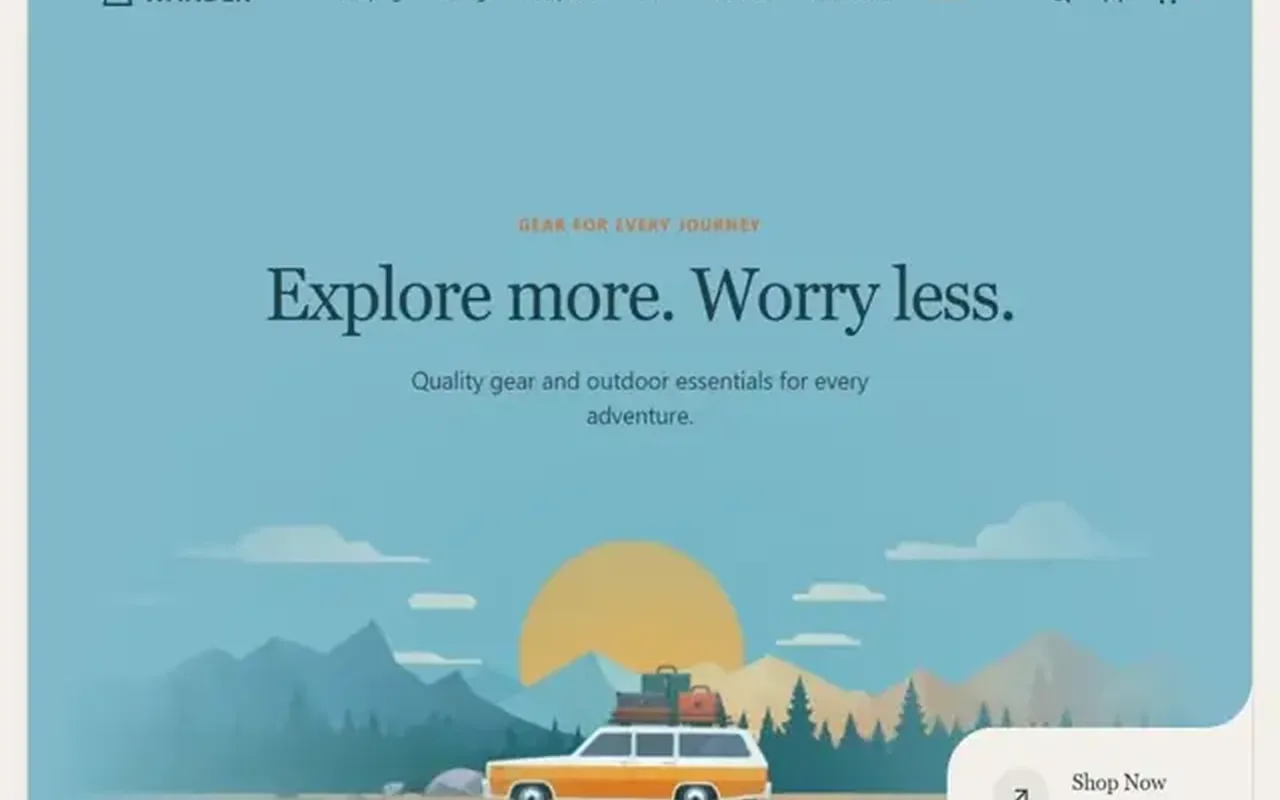 GEAR FOR EVERY JOURNEY
Explore more. Worry less.
Quality gear and outdoor essentials for every
adventure.
Shop Now